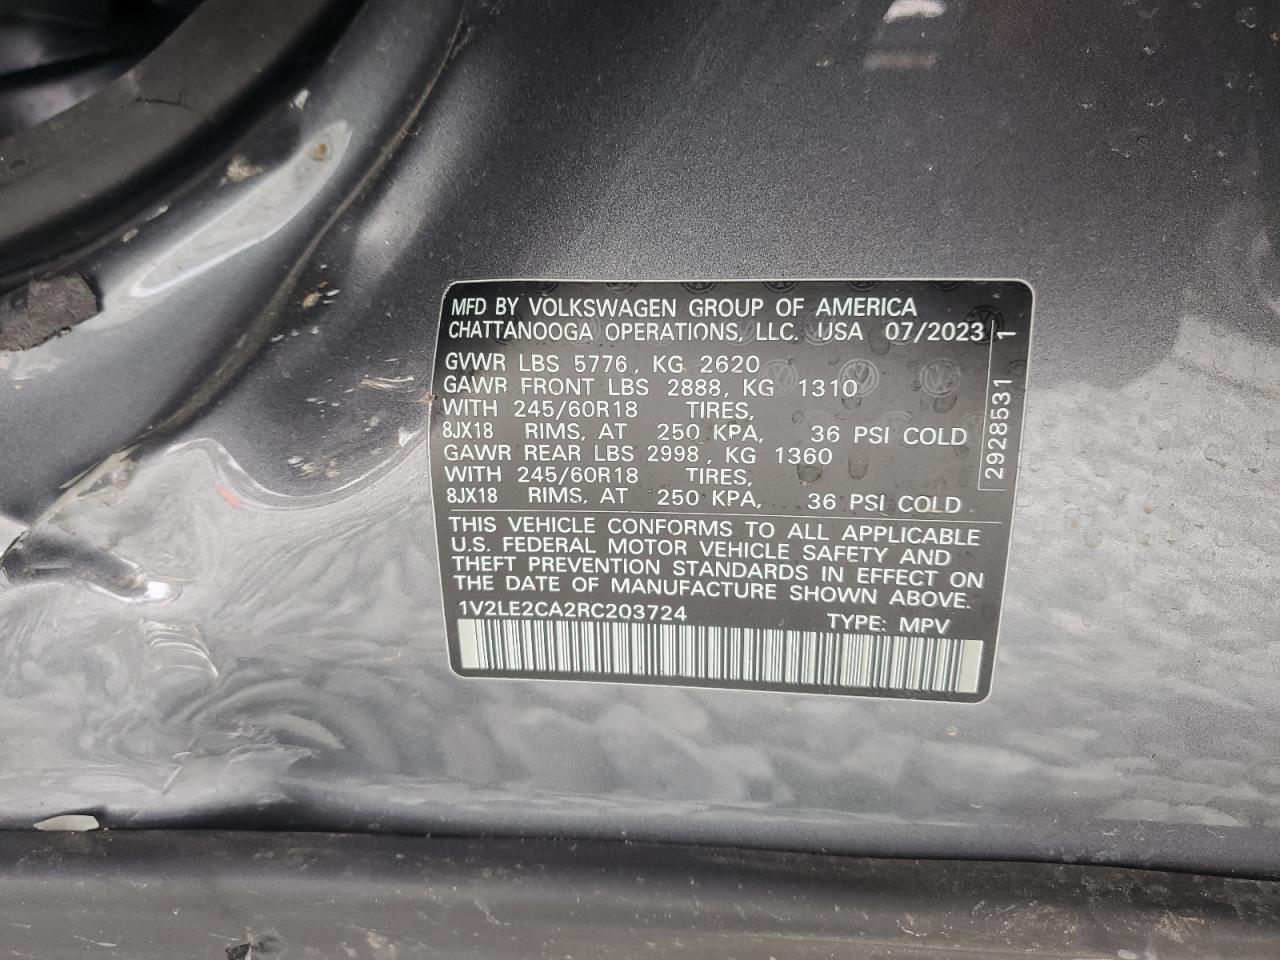 MFD BY VOLKSWAGEN GROUP OF AMERICA
CHATTANOOGA OPERATIONS, LLC. USA 07/2023
GVWR LBS 5776, KG 2620
GAWR FRONT LBS 2888, KG 1310
WITH 245/60R18 TIRES,
8JX18 RIMS, AT 250 KPA, 36 PSI COLD
GAWR REAR LBS 2998, KG 1360
WITH 245/60R18 TIRES,
8JX18 RIMS, AT 250 KPA, 36 PSI COLD
2928531 1
THIS VEHICLE CONFORMS TO ALL APPLICABLE
U.S. FEDERAL MOTOR VEHICLE SAFETY AND
THEFT PREVENTION STANDARDS IN EFFECT ON
THE DATE OF MANUFACTURE SHOWN ABOVE.
1V2LE2CA2RC203724 TYPE: MPV